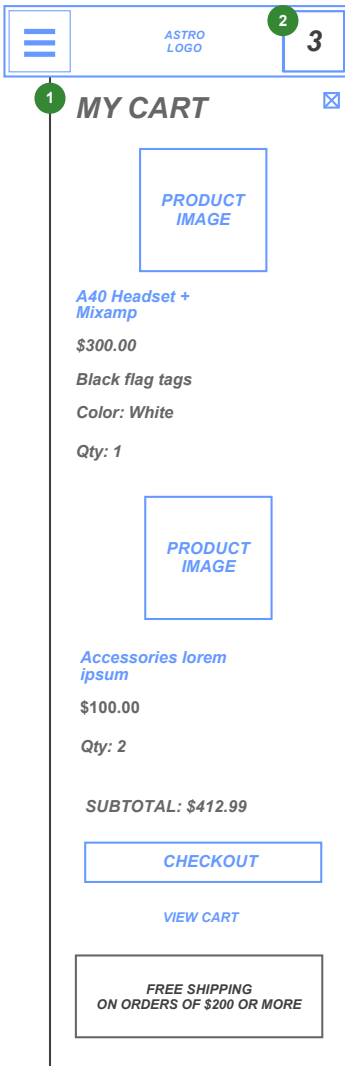 ASTRO
LOGO
2
3
1
MY CART
PRODUCT
IMAGE
A40 Headset +
Mixamp
$300.00
Black flag tags
Color: White
Qty: 1
PRODUCT
IMAGE
Accessories lorem
ipsum
$100.00
Qty: 2
SUBTOTAL: $412.99
CHECKOUT
VIEW CART
FREE SHIPPING
ON ORDERS OF $200 OR MORE